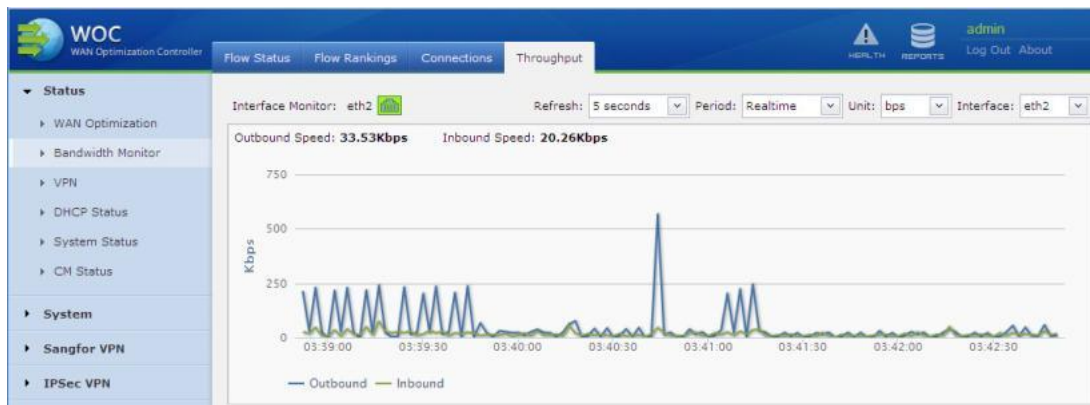 WOC
WAN Optimization Controller
Flow Status Flow Rankings Connections Throughput
HEALTH REPORTS
admin
Log Out About
Status
WAN Optimization
Bandwidth Monitor
VPN
DHCP Status
System Status
CM Status
System
Sangfor VPN
IPSec VPN
Interface Monitor: eth2 Refresh: 5 seconds Period: Realtime Unit: bps Interface: eth2
Outbound Speed: 33.53Kbps Inbound Speed: 20.26Kbps
750
500
250
0
Kbps
03:39:00 03:39:30 03:40:00 03:40:30 03:41:00 03:41:30 03:42:00 03:42:30
Outbound Inbound